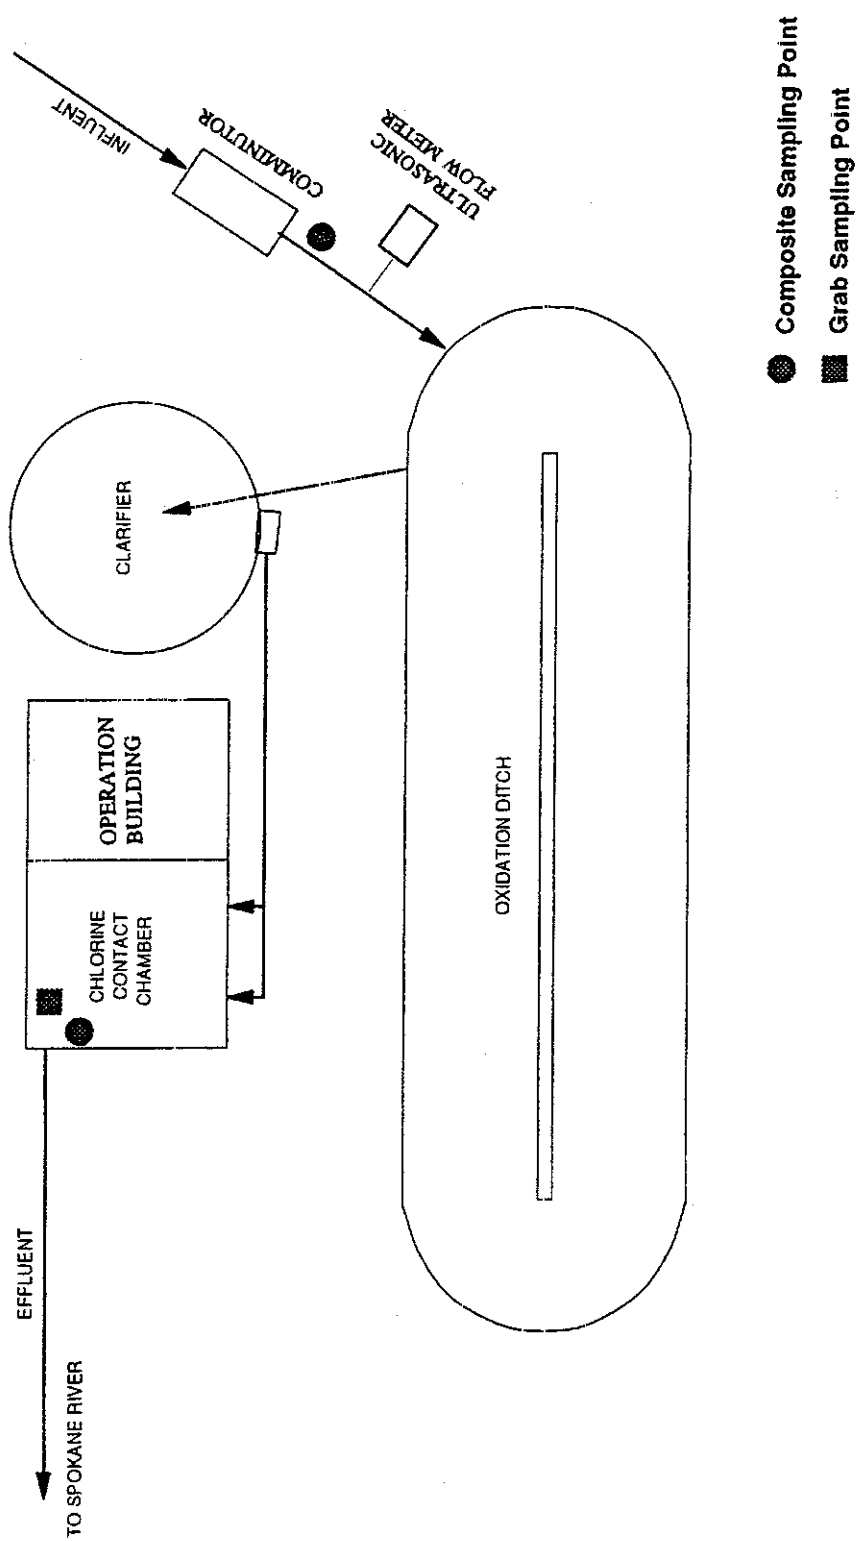 INFLUENT
COMMINUTOR
ULTRASONIC
FLOW METER
CLARIFIER
OPERATION
BUILDING
CHLORINE
CONTACT
CHAMBER
OXIDATION DITCH
EFFLUENT
TO SPOKANE RIVER
Composite Sampling Point
Grab Sampling Point